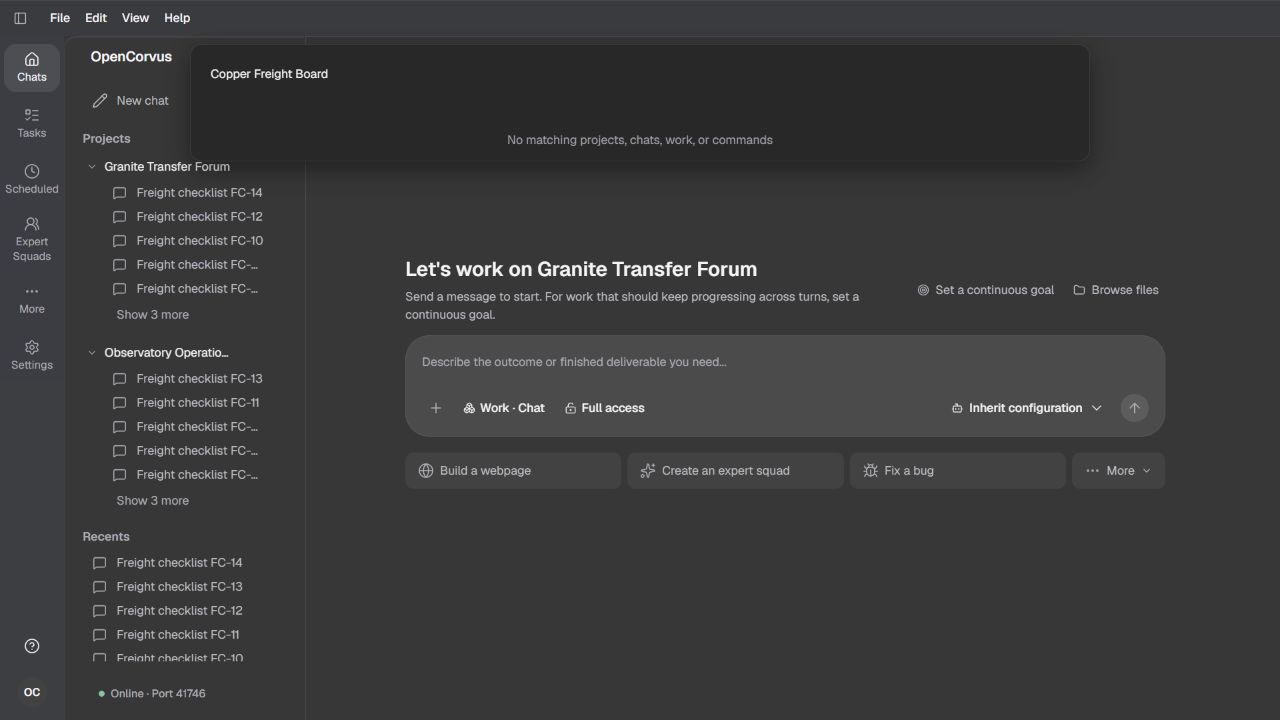 File Edit View Help
Chats
Tasks
Scheduled
Expert
Squads
More
Settings
OC
OpenCorvus
New chat
Projects
Granite Transfer Forum
Freight checklist FC-14
Freight checklist FC-12
Freight checklist FC-10
Freight checklist FC-...
Freight checklist FC-...
Show 3 more
Observatory Operatio...
Freight checklist FC-13
Freight checklist FC-11
Freight checklist FC-...
Freight checklist FC-...
Freight checklist FC-...
Show 3 more
Recents
Freight checklist FC-14
Freight checklist FC-13
Freight checklist FC-12
Freight checklist FC-11
Freight checklist FC-10
Online · Port 41746
Copper Freight Board
No matching projects, chats, work, or commands
Let's work on Granite Transfer Forum
Send a message to start. For work that should keep progressing across turns, set a
continuous goal.
Set a continuous goal
Browse files
Describe the outcome or finished deliverable you need...
Work · Chat
Full access
Inherit configuration
Build a webpage
Create an expert squad
Fix a bug
More